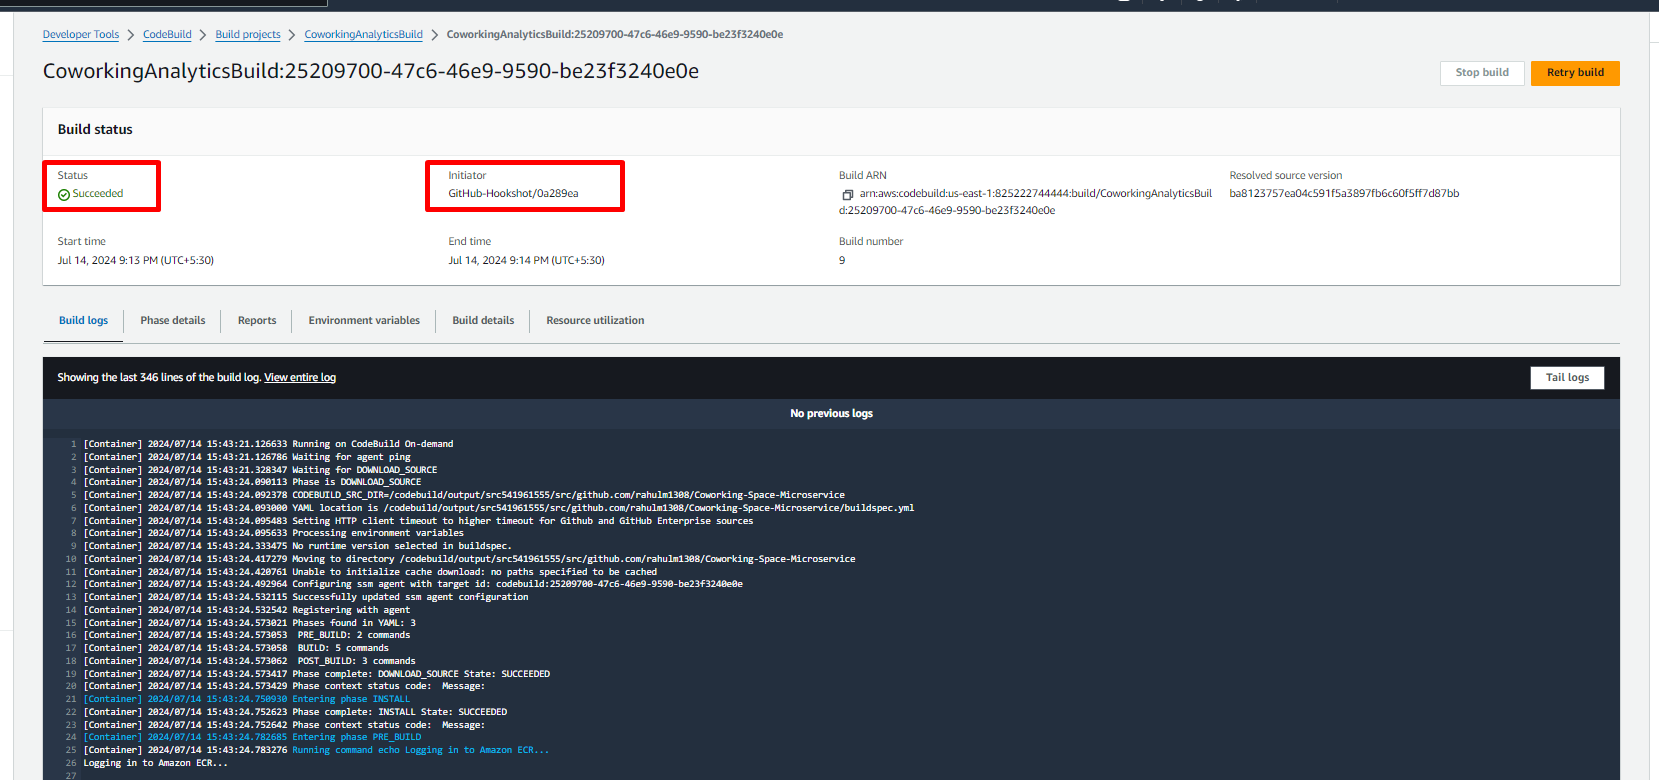 Developer Tools > CodeBuild > Build projects > CoworkingAnalyticsBuild > CoworkingAnalyticsBuild:25209700-47c6-46e9-9590-be23f3240e0e
CoworkingAnalyticsBuild:25209700-47c6-46e9-9590-be23f3240e0e
Stop build
Retry build
Build status
Status
Succeeded
Initiator
GitHub-Hookshot/0a289ea
Build ARN
arn:aws:codebuild:us-east-1:825222744444:build/CoworkingAnalyticsBuil
d:25209700-47c6-46e9-9590-be23f3240e0e
Resolved source version
ba8123757ea04c591f5a3897fb6c60f5ff7d87bb
Start time
Jul 14, 2024 9:13 PM (UTC+5:30)
End time
Jul 14, 2024 9:14 PM (UTC+5:30)
Build number
9
Build logs
Phase details
Reports
Environment variables
Build details
Resource utilization
Showing the last 346 lines of the build log. View entire log
Tail logs
No previous logs
1 [Container] 2024/07/14 15:43:21.126633 Running on CodeBuild On-demand
2 [Container] 2024/07/14 15:43:21.126786 Waiting for agent ping
3 [Container] 2024/07/14 15:43:21.328347 Waiting for DOWNLOAD_SOURCE
4 [Container] 2024/07/14 15:43:24.090113 Phase is DOWNLOAD_SOURCE
5 [Container] 2024/07/14 15:43:24.092378 CODEBUILD_SRC_DIR=/codebuild/output/src541961555/src/github.com/rahulm1308/Coworking-Space-Microservice
6 [Container] 2024/07/14 15:43:24.093000 YAML location is /codebuild/output/src541961555/src/github.com/rahulm1308/Coworking-Space-Microservice/buildspec.yml
7 [Container] 2024/07/14 15:43:24.095483 Setting HTTP client timeout to higher timeout for Github and GitHub Enterprise sources
8 [Container] 2024/07/14 15:43:24.095633 Processing environment variables
9 [Container] 2024/07/14 15:43:24.333475 No runtime version selected in buildspec.
10 [Container] 2024/07/14 15:43:24.417279 Moving to directory /codebuild/output/src541961555/src/github.com/rahulm1308/Coworking-Space-Microservice
11 [Container] 2024/07/14 15:43:24.420761 Unable to initialize cache download: no paths specified to be cached
12 [Container] 2024/07/14 15:43:24.492964 Configuring ssm agent with target id: codebuild:25209700-47c6-46e9-9590-be23f3240e0e
13 [Container] 2024/07/14 15:43:24.532115 Successfully updated ssm agent configuration
14 [Container] 2024/07/14 15:43:24.532542 Registering with agent
15 [Container] 2024/07/14 15:43:24.573021 Phases found in YAML: 3
16 [Container] 2024/07/14 15:43:24.573053 PRE_BUILD: 2 commands
17 [Container] 2024/07/14 15:43:24.573058 BUILD: 5 commands
18 [Container] 2024/07/14 15:43:24.573062 POST_BUILD: 3 commands
19 [Container] 2024/07/14 15:43:24.573417 Phase complete: DOWNLOAD_SOURCE State: SUCCEEDED
20 [Container] 2024/07/14 15:43:24.573429 Phase context status code: Message:
21 [Container] 2024/07/14 15:43:24.750930 Entering phase INSTALL
22 [Container] 2024/07/14 15:43:24.752623 Phase complete: INSTALL State: SUCCEEDED
23 [Container] 2024/07/14 15:43:24.752642 Phase context status code: Message:
24 [Container] 2024/07/14 15:43:24.782685 Entering phase PRE_BUILD
25 [Container] 2024/07/14 15:43:24.783276 Running command echo Logging in to Amazon ECR...
26 Logging in to Amazon ECR...
27